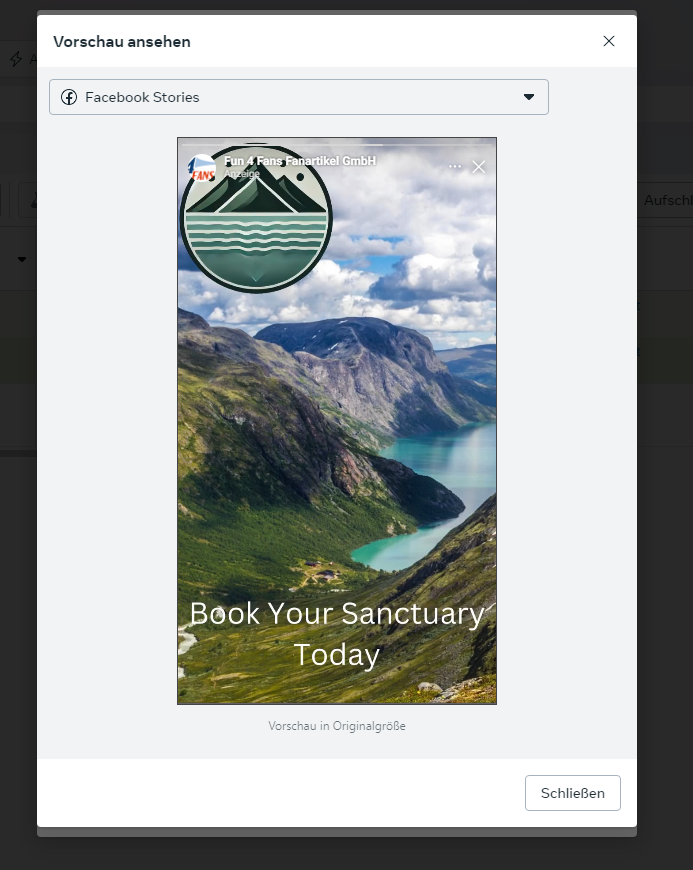 Vorschau ansehen
Facebook Stories
FANS
Fun 4 Fans Fanartikel GmbH
Anzeige
Aufschl
Book Your Sanctuary
Today
Vorschau in Originalgröße
Schließen